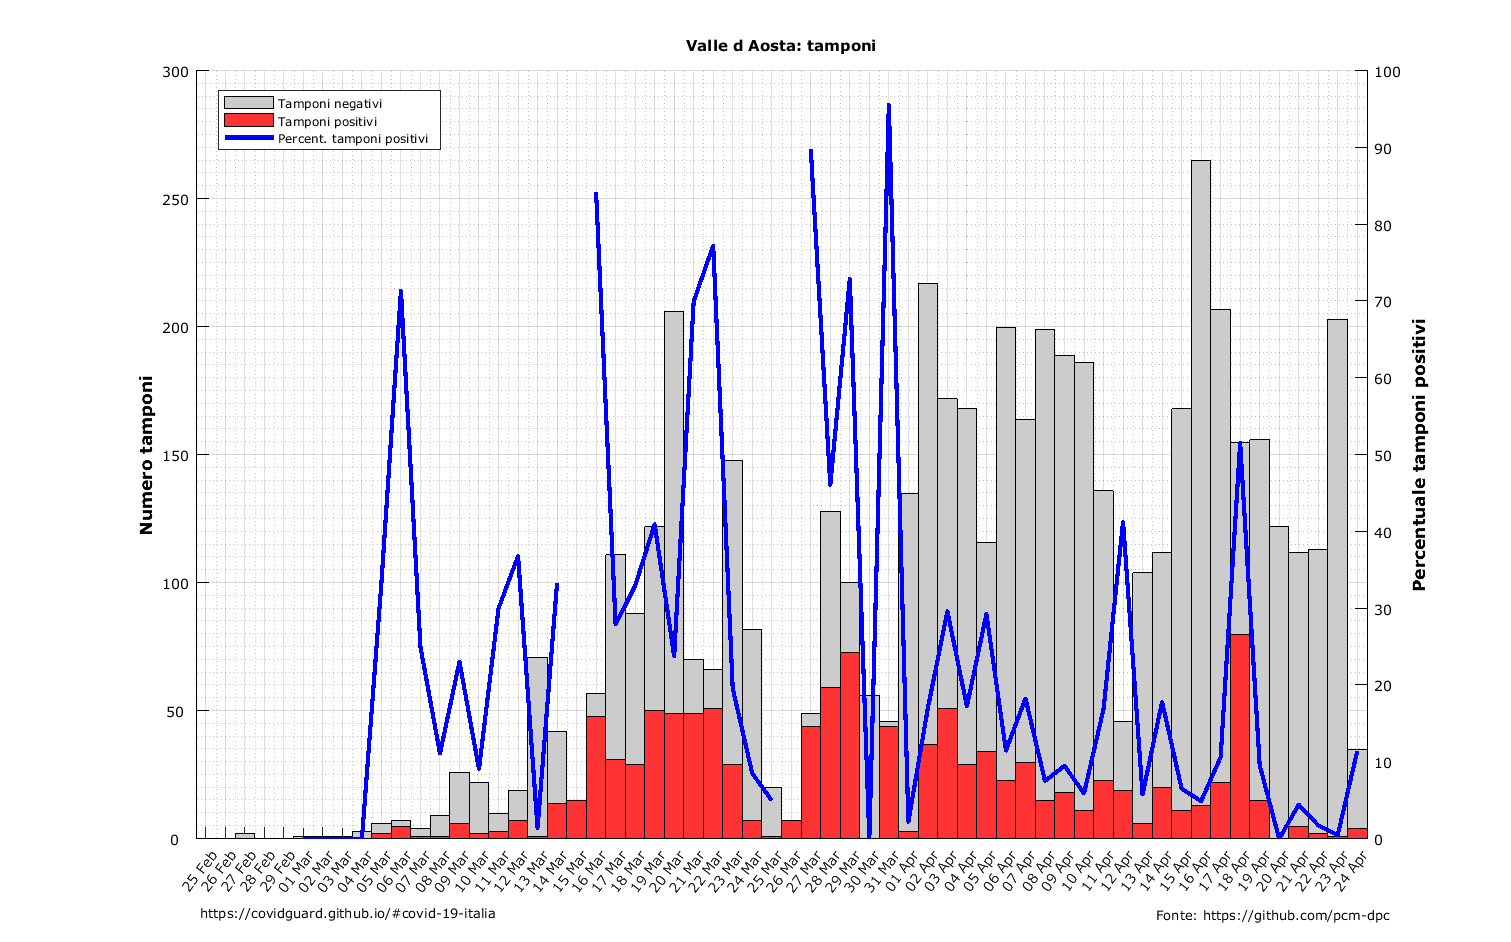 Valle d Aosta: tamponi
300
250
200
150
100
50
0
Numero tamponi
Tamponi negativi
Tamponi positivi
Percent. tamponi positivi
100
90
80
70
60
50
40
30
20
10
0
Percentuale tamponi positivi
25 Feb
26 Feb
27 Feb
28 Feb
29 Feb
01 Mar
02 Mar
03 Mar
04 Mar
05 Mar
06 Mar
07 Mar
08 Mar
09 Mar
10 Mar
11 Mar
12 Mar
13 Mar
14 Mar
15 Mar
16 Mar
17 Mar
18 Mar
19 Mar
20 Mar
21 Mar
22 Mar
23 Mar
24 Mar
25 Mar
26 Mar
27 Mar
28 Mar
29 Mar
30 Mar
31 Mar
01 Apr
02 Apr
03 Apr
04 Apr
05 Apr
06 Apr
07 Apr
08 Apr
09 Apr
10 Apr
11 Apr
12 Apr
13 Apr
14 Apr
15 Apr
16 Apr
17 Apr
18 Apr
19 Apr
20 Apr
21 Apr
22 Apr
23 Apr
24 Apr
https://covidguard.github.io/#covid-19-italia
Fonte: https://github.com/pcm-dpc